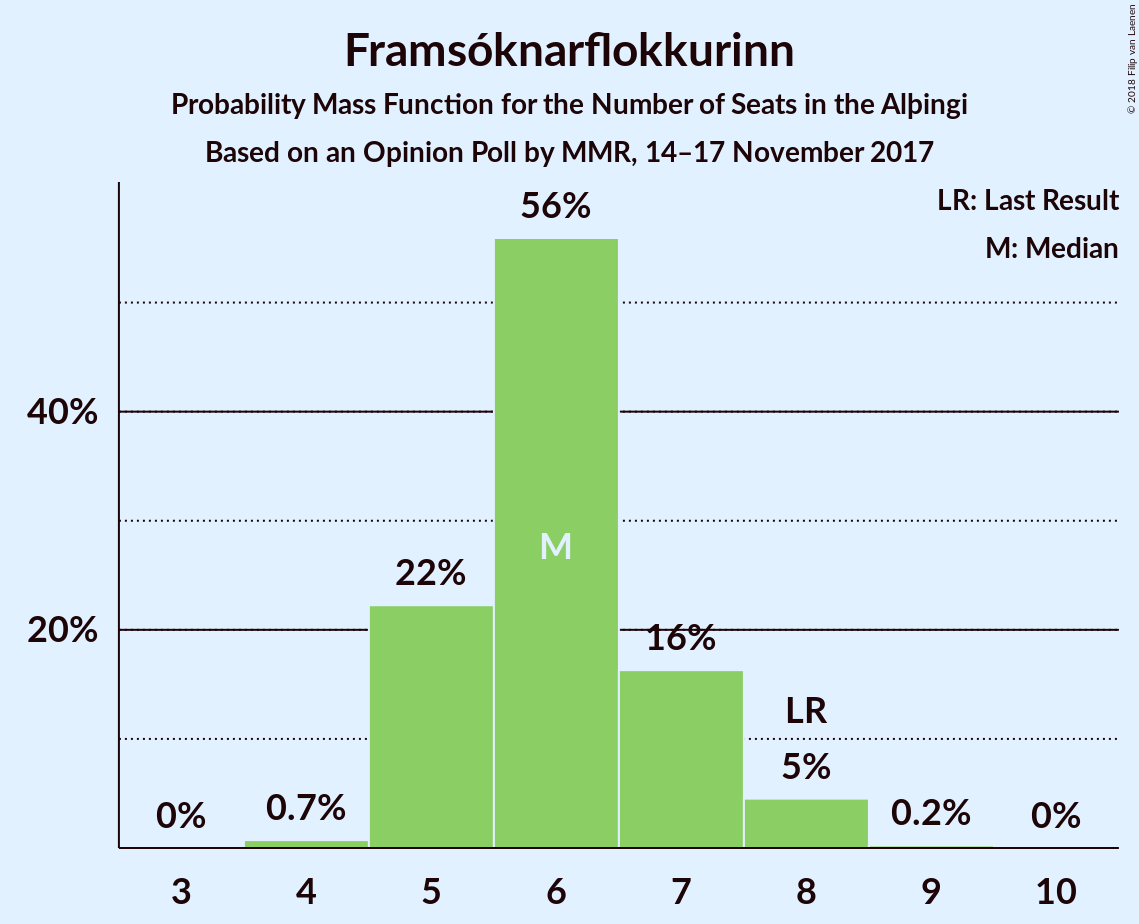 Framsóknarflokkurinn
Probability Mass Function for the Number of Seats in the Alþingi
Based on an Opinion Poll by MMR, 14–17 November 2017
© 2018 Filip van Laenen
LR: Last Result
M: Median
56%
40%
M
22%
20%
16%
LR
5%
0%
0.7%
0.2%
0%
3 4 5 6 7 8 9 10